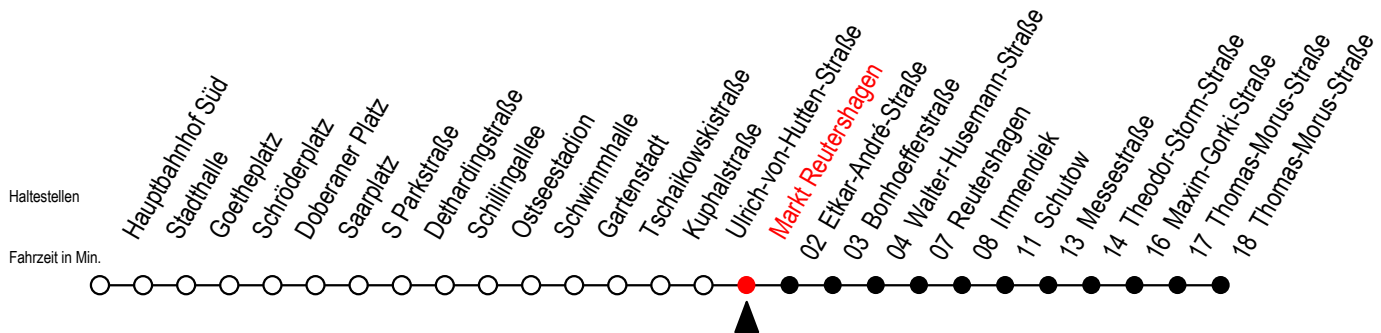 Haltestellen
Fahrzeit in Min.
Hauptbahnhof Süd
Stadthalle
Goetheplatz
Schröderplatz
Doberaner Platz
Saarplatz
S Parkstraße
Dethardingstraße
Schillingallee
Ostseestadion
Schwimmhalle
Gartenstadt
Tschaikowskistraße
Kuphalstraße
Ulrich-von-Hutten-Straße
Markt Reutershagen
02 Etkar-André-Straße
03 Bonhoefferstraße
04 Walter-Husemann-Straße
07 Reutershagen
08 Immendiek
11 Schutow
13 Messestraße
14 Theodor-Storm-Straße
16 Maxim-Gorki-Straße
17 Thomas-Morus-Straße
18 Thomas-Morus-Straße